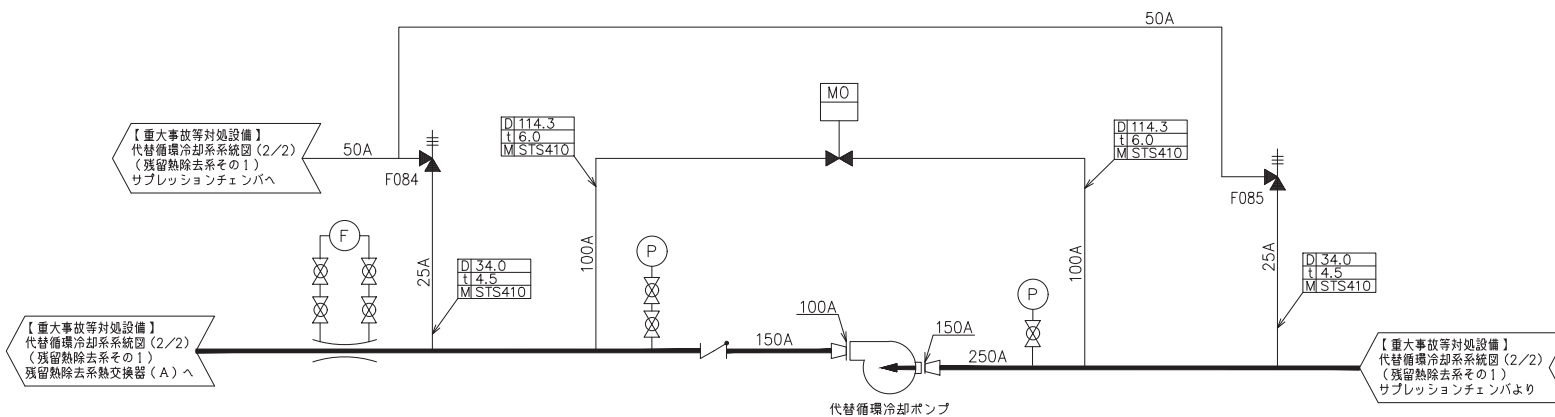 50A
MO
D 114.3
t 6.0
M STS410
D 114.3
t 6.0
M STS410
【重大事故等対処設備】
代替循環冷却系系統図(2/2)
(残留熱除去系その1)
サプレッションチェンバへ
50A
F084
F085
F
25A
100A
P
D 34.0
t 4.5
M STS410
100A
25A
D 34.0
t 4.5
M STS410
P
【重大事故等対処設備】
代替循環冷却系系統図(2/2)
(残留熱除去系その1)
残留熱除去系熱交換器(A)へ
150A
100A
150A
250A
【重大事故等対処設備】
代替循環冷却系系統図(2/2)
(残留熱除去系その1)
サプレッションチェンバより
代替循環冷却ポンプ